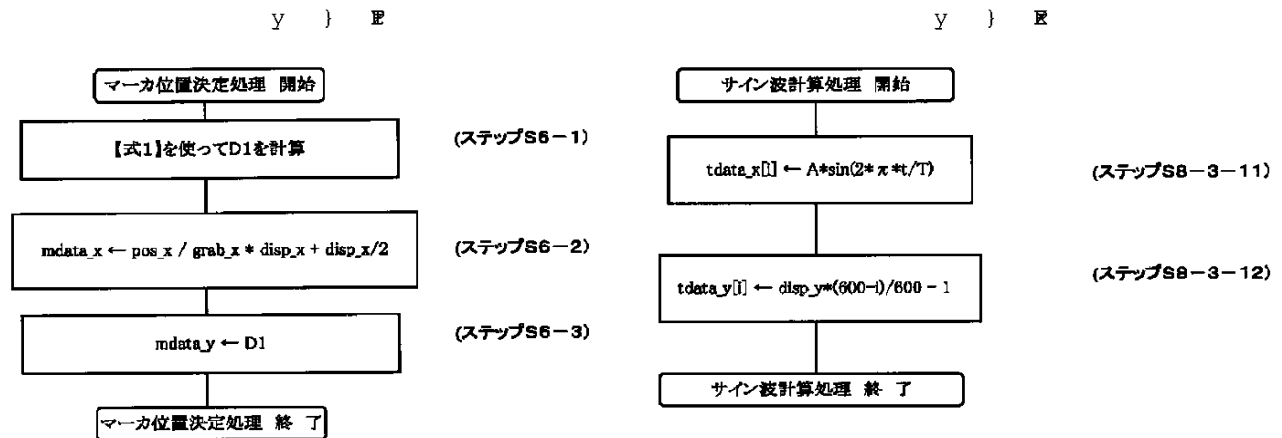 y }
マーカ位置決定処理 開始
【式1】を使ってD1を計算
(ステップS6-1)
mdata_x ← pos_x / grab_x * disp_x + disp_x/2
(ステップS6-2)
mdata_y ← D1
(ステップS6-3)
マーカ位置決定処理 終 了
y }
サイン波計算処理 開始
tdata_x[i] ← A*sin(2*π*t/T)
(ステップS8-3-11)
tdata_y[i] ← disp_y*(600-i)/600 - 1
(ステップS8-3-12)
サイン波計算処理 終 了